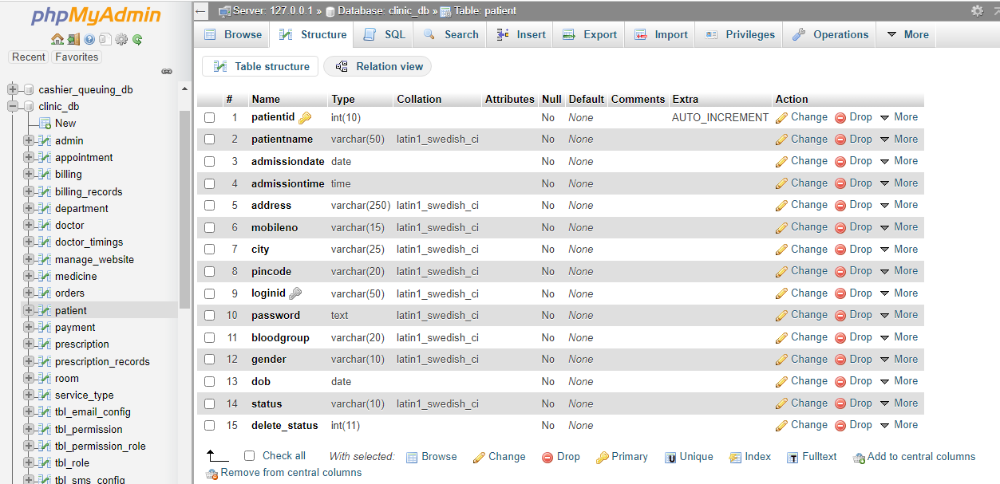 phpMyAdmin
Recent Favorites
cashier_queuing_db
clinic_db
New
admin
appointment
billing
billing_records
department
doctor
doctor_timings
manage_website
medicine
orders
patient
payment
prescription
prescription_records
room
service_type
tbl_email_config
tbl_permission
tbl_permission_role
tbl_role
tbl_sms_config
Server: 127.0.0.1 » Database: clinic_db » Table: patient
Browse Structure SQL Search Insert Export Import Privileges Operations More
Table structure Relation view
# Name Type Collation Attributes Null Default Comments Extra Action
1 patientid int(10) No None AUTO_INCREMENT Change Drop More
2 patientname varchar(50) latin1_swedish_ci No None Change Drop More
3 admissiondate date No None Change Drop More
4 admissiontime time No None Change Drop More
5 address varchar(250) latin1_swedish_ci No None Change Drop More
6 mobileno varchar(15) latin1_swedish_ci No None Change Drop More
7 city varchar(25) latin1_swedish_ci No None Change Drop More
8 pincode varchar(20) latin1_swedish_ci No None Change Drop More
9 loginid varchar(50) latin1_swedish_ci No None Change Drop More
10 password text latin1_swedish_ci No None Change Drop More
11 bloodgroup varchar(20) latin1_swedish_ci No None Change Drop More
12 gender varchar(10) latin1_swedish_ci No None Change Drop More
13 dob date No None Change Drop More
14 status varchar(10) latin1_swedish_ci No None Change Drop More
15 delete_status int(11) No None Change Drop More
Check all With selected: Browse Change Drop Primary Unique Index Fulltext Add to central columns
Remove from central columns